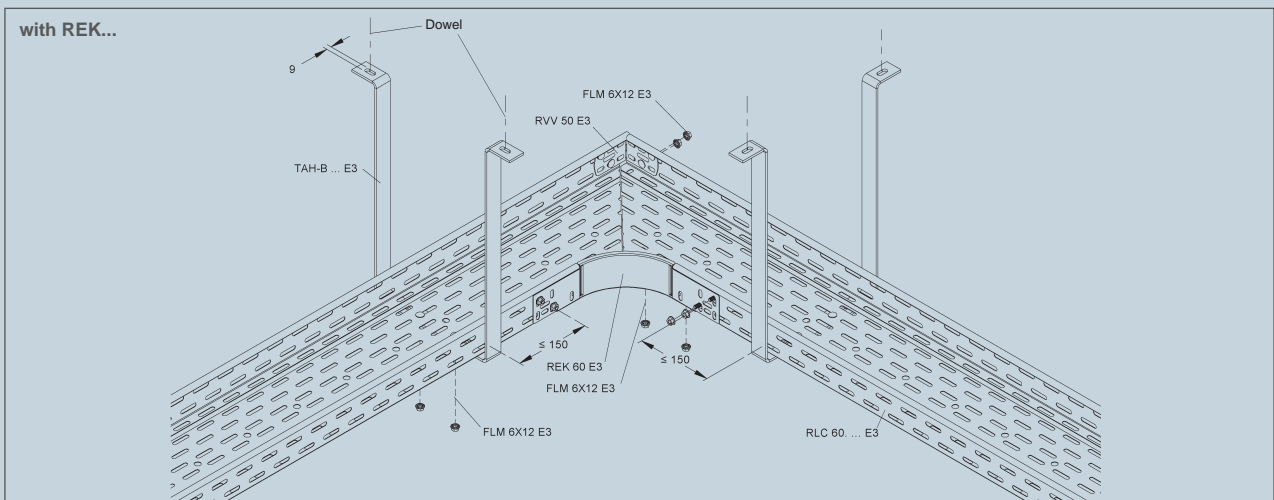 with REK...
Dowel
9
FLM 6X12 E3
RVV 50 E3
TAH-B ... E3
≤ 150
≤ 150
REK 60 E3
FLM 6X12 E3
FLM 6X12 E3
RLC 60. ... E3